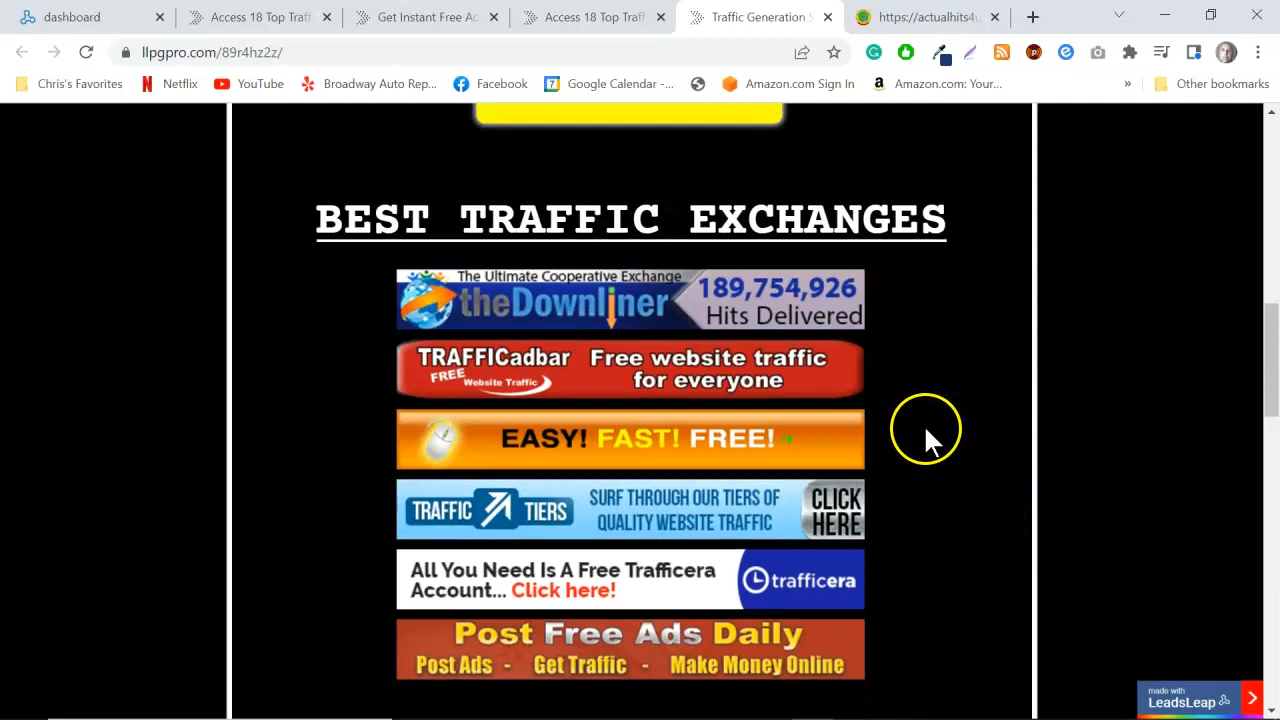 dashboard
Access 18 Top Traff
Get Instant Free Ac
Access 18 Top Traff
Traffic Generation S
https://actualhits4u
llpgpro.com/89r4hz2z/
Chris's Favorites
Netflix
YouTube
Broadway Auto Rep...
Facebook
Google Calendar -...
Amazon.com Sign In
Amazon.com: Your...
»
Other bookmarks
BEST TRAFFIC EXCHANGES
The Ultimate Cooperative Exchange
theDownliner
189,754,926
Hits Delivered
TRAFFICadbar
FREE Website Traffic
Free website traffic
for everyone
EASY! FAST! FREE!
TRAFFIC TIERS
SURF THROUGH OUR TIERS OF
QUALITY WEBSITE TRAFFIC
CLICK
HERE
All You Need Is A Free Trafficera
Account... Click here!
trafficera
Post Free Ads Daily
Post Ads - Get Traffic - Make Money Online
made with
LeadsLeap